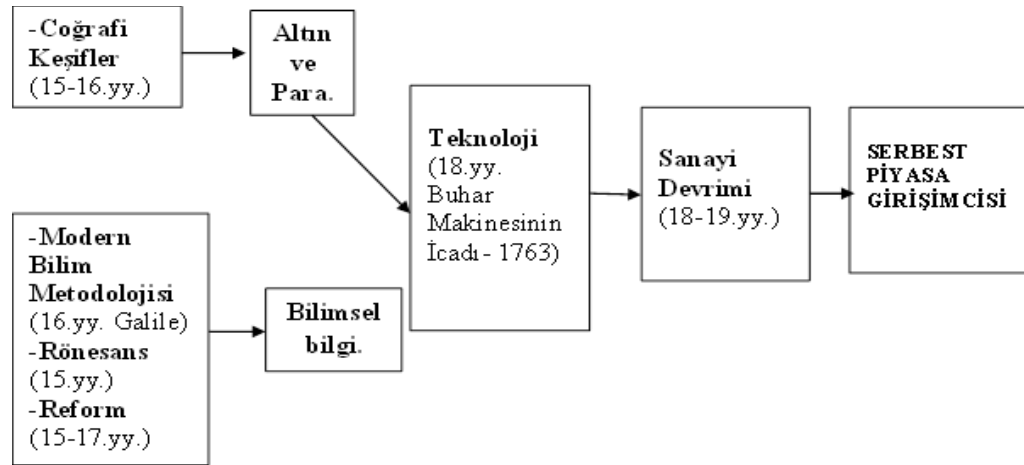 -Coğrafi
Keşifler
(15-16.yy.)
Altın
ve
Para.
Teknoloji
(18.yy.
Buhar
Makinesinin
İcadı- 1763)
Sanayi
Devrimi
(18-19.yy.)
SERBEST
PİYASA
GİRİŞİMCİSİ
-Modern
Bilim
Metodolojisi
(16.yy. Galile)
-Rönesans
(15.yy.)
-Reform
(15-17.yy.)
Bilimsel
bilgi.